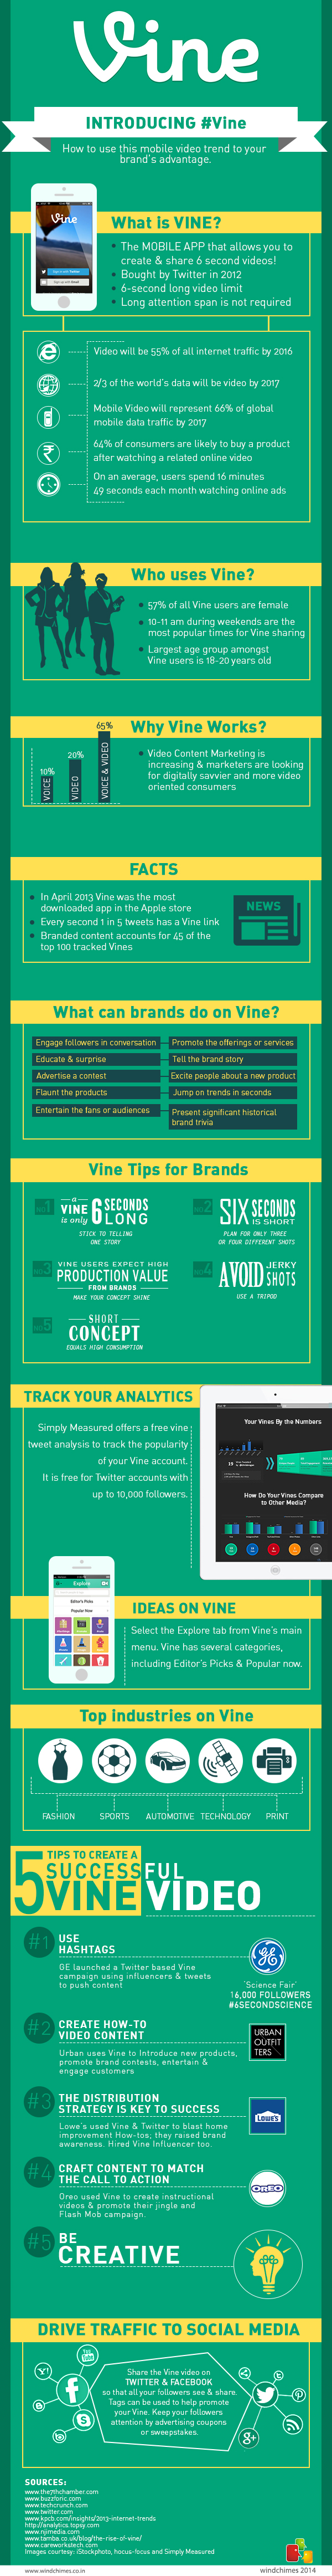 Vine
INTRODUCING #Vine
How to use this mobile video trend to your
brand's advantage.
Vine
Sign in with Twitter
Sign up with Email
What is VINE?
The MOBILE APP that allows you to
create & share 6 second videos!
Bought by Twitter in 2012
6-second long video limit
Long attention span is not required
Video will be 55% of all internet traffic by 2016
2/3 of the world's data will be video by 2017
Mobile Video will represent 66% of global
mobile data traffic by 2017
64% of consumers are likely to buy a product
after watching a related online video
On an average, users spend 16 minutes
49 seconds each month watching online ads
Who uses Vine?
57% of all Vine users are female
10-11 am during weekends are the
most popular times for Vine sharing
Largest age group amongst
Vine users is 18-20 years old
Why Vine Works?
10%
VOICE
20%
VIDEO
65%
VOICE & VIDEO
Video Content Marketing is
increasing & marketers are looking
for digitally savvier and more video
oriented consumers
FACTS
In April 2013 Vine was the most
downloaded app in the Apple store
Every second 1 in 5 tweets has a Vine link
Branded content accounts for 45 of the
top 100 tracked Vines
NEWS
What can brands do on Vine?
Engage followers in conversation
Promote the offerings or services
Educate & surprise
Tell the brand story
Advertise a contest
Excite people about a new product
Flaunt the products
Jump on trends in seconds
Entertain the fans or audiences
Present significant historical
brand trivia
Vine Tips for Brands
NO.1
a
VINE
is only
6 SECONDS
LONG
STICK TO TELLING
ONE STORY
NO.2
SIX SECONDS
IS SHORT
PLAN FOR ONLY THREE
OR FOUR DIFFERENT SHOTS
NO.3
VINE USERS EXPECT HIGH
PRODUCTION VALUE
FROM BRANDS
MAKE YOUR CONCEPT SHINE
NO.4
AVOID JERKY
SHOTS
USE A TRIPOD
NO.5
SHORT
CONCEPT
EQUALS HIGH CONSUMPTION
TRACK YOUR ANALYTICS
Simply Measured offers a free vine
tweet analysis to track the popularity
of your Vine account.
It is free for Twitter accounts with
up to 10,000 followers.
Your Vines By the Numbers
How Do Your Vines Compare
to Other Media?
Explore
Editor's Picks
Popular Now
IDEAS ON VINE
Select the Explore tab from Vine's main
menu. Vine has several categories,
including Editor's Picks & Popular now.
Top industries on Vine
FASHION
SPORTS
AUTOMOTIVE
TECHNOLOGY
PRINT
5 TIPS TO CREATE A
SUCCESSFUL
VINE VIDEO
#1
USE
HASHTAGS
GE launched a Twitter based Vine
campaign using influencers & tweets
to push content
'Science Fair'
16,000 FOLLOWERS
#6SECONDSCIENCE
#2
CREATE HOW-TO
VIDEO CONTENT
Urban uses Vine to Introduce new products,
promote brand contests, entertain &
engage customers
URBAN
OUTFIT
TERS
#3
THE DISTRIBUTION
STRATEGY IS KEY TO SUCCESS
Lowe's used Vine & Twitter to blast home
improvement How-tos; they raised brand
awareness. Hired Vine Influencer too.
LOWE'S
#4
CRAFT CONTENT TO MATCH
THE CALL TO ACTION
Oreo used Vine to create instructional
videos & promote their jingle and
Flash Mob campaign.
OREO
#5
BE
CREATIVE
DRIVE TRAFFIC TO SOCIAL MEDIA
Share the Vine video on
TWITTER & FACEBOOK
so that all your followers see & share.
Tags can be used to help promote
your Vine. Keep your followers
attention by advertising coupons
or sweepstakes.
SOURCES:
www.the7thchamber.com
www.buzzforic.com
www.techcrunch.com
www.twitter.com
www.kpcb.com/insights/2013-internet-trends
http://analytics.topsy.com
www.njimedia.com
www.tamba.co.uk/blog/the-rise-of-vine/
www.careworkstech.com
Images courtesy: iStockphoto, hocus-focus and Simply Measured
www.windchimes.co.in
windchimes 2014